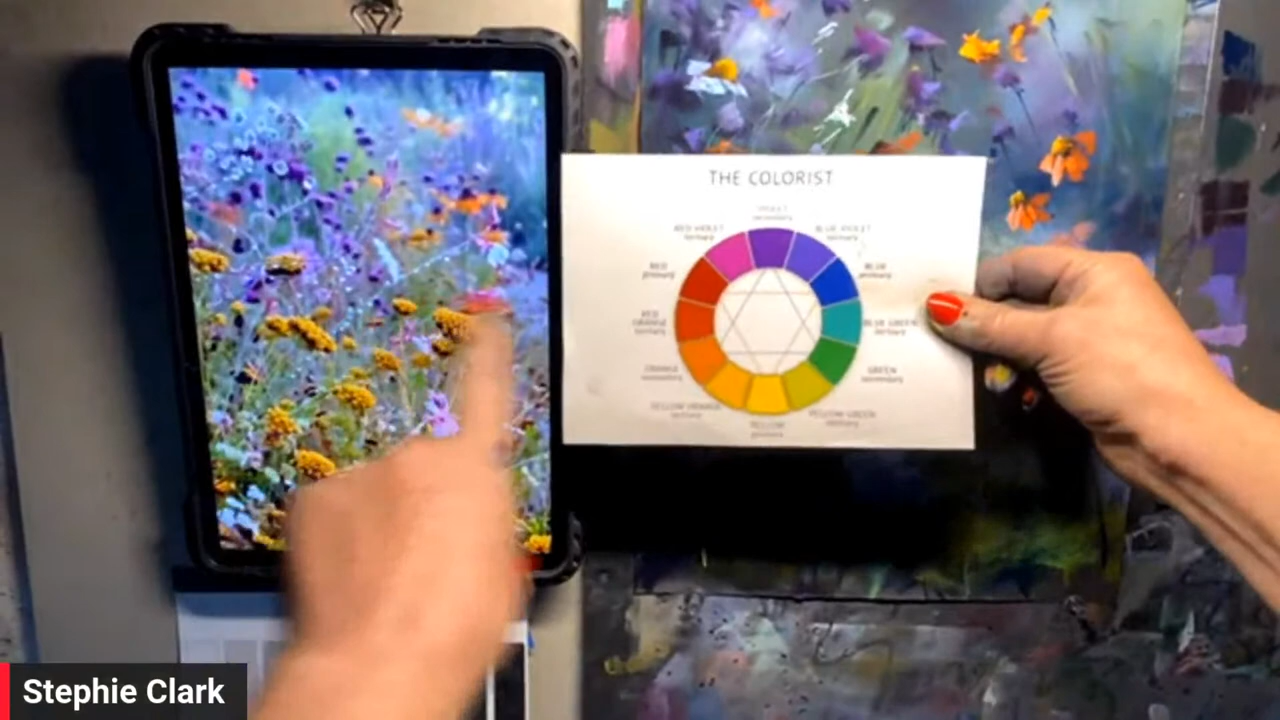 THE COLORIST
VIOLET
secondary
RED VIOLET
tertiary
BLUE VIOLET
tertiary
RED
primary
BLUE
primary
RED
ORANGE
tertiary
BLUE GREEN
tertiary
ORANGE
secondary
GREEN
secondary
YELLOW ORANGE
tertiary
YELLOW GREEN
tertiary
YELLOW
primary
Stephie Clark